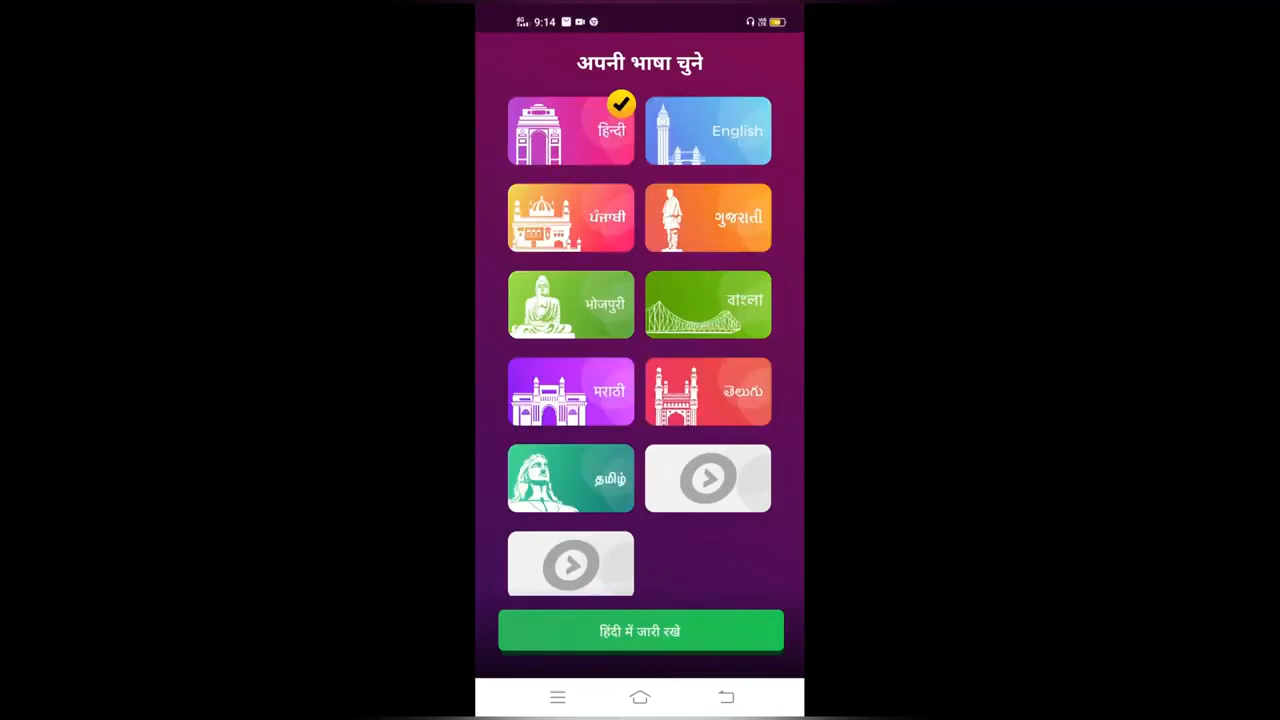 9:14
अपनी भाषा चुने
हिन्दी
English
ਪੰਜਾਬੀ
ગુજરાતી
भोजपुरी
বাংলা
मराठी
తెలుగు
தமிழ்
हिंदी में जारी रखे